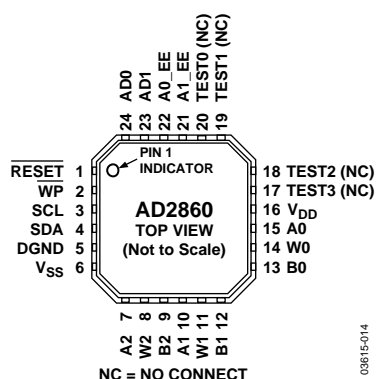 24 AD0
23 AD1
22 A0_EE
21 A1_EE
20 TEST0 (NC)
19 TEST1 (NC)
PIN 1
INDICATOR
RESET 1
WP 2
SCL 3
SDA 4
DGND 5
VSS 6
AD2860
TOP VIEW
(Not to Scale)
18 TEST2 (NC)
17 TEST3 (NC)
16 VDD
15 A0
14 W0
13 B0
A2 7
W2 8
B2 9
A1 10
W1 11
B1 12
NC = NO CONNECT
03615-014